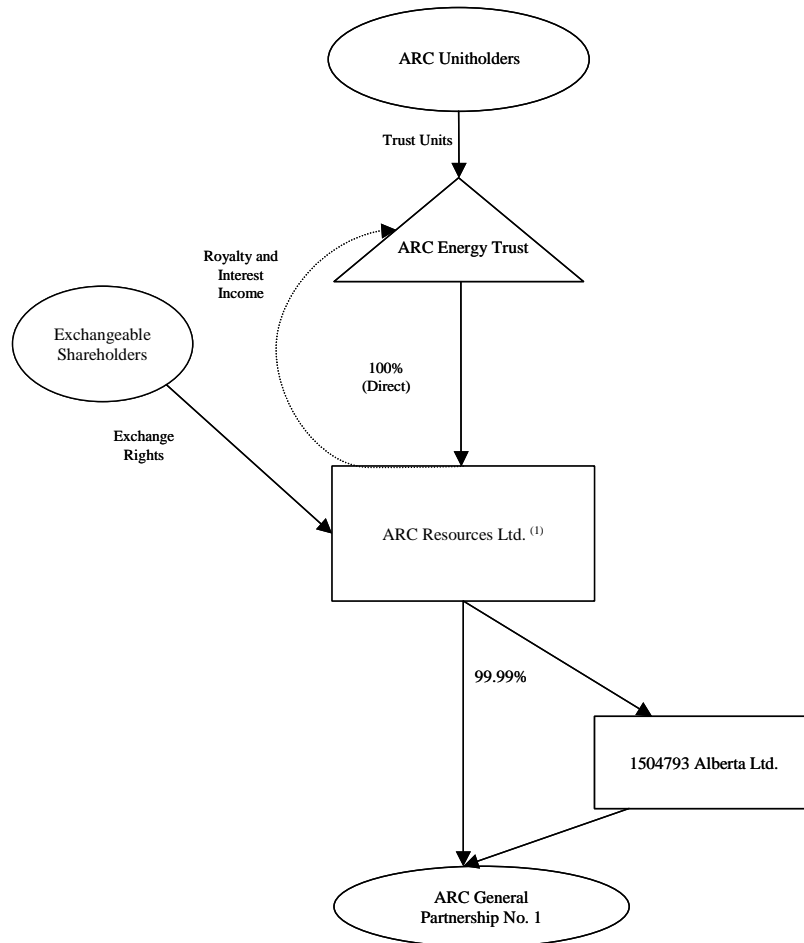 ARC Unitholders
Trust Units
ARC Energy Trust
Royalty and
Interest
Income
Exchangeable
Shareholders
100%
(Direct)
Exchange
Rights
ARC Resources Ltd. (1)
99.99%
1504793 Alberta Ltd.
ARC General
Partnership No. 1